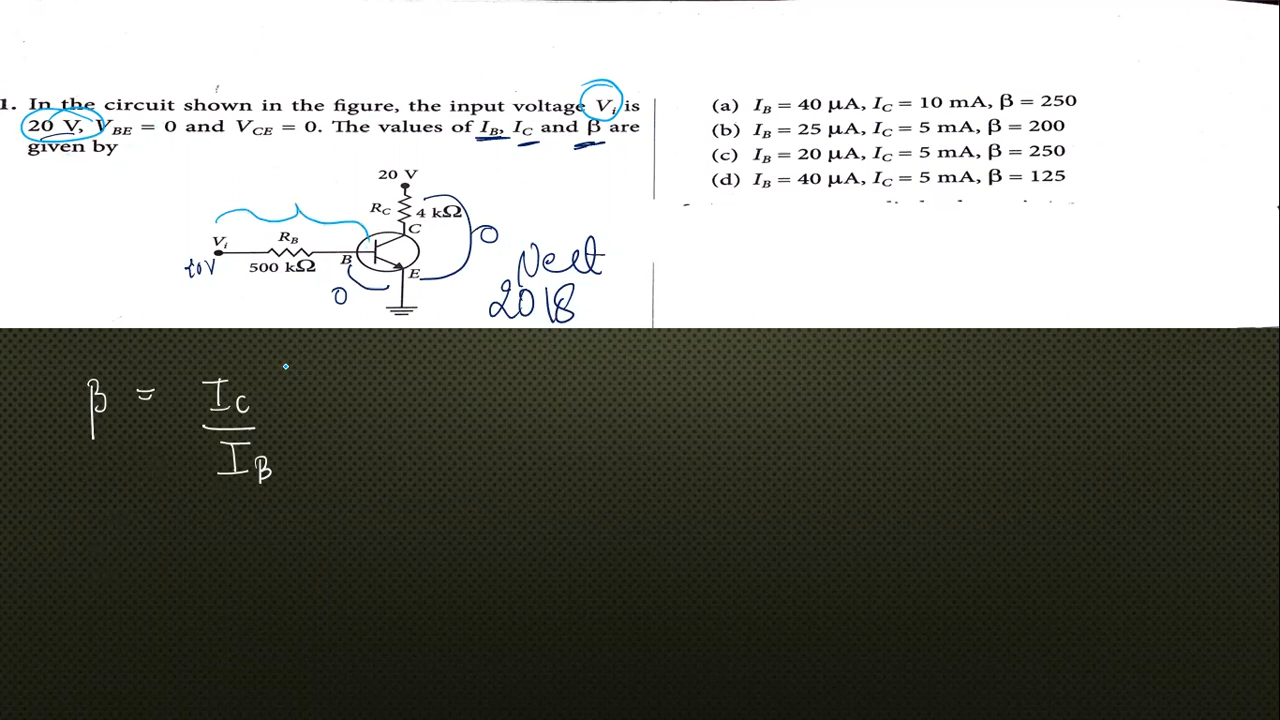 1. In the circuit shown in the figure, the input voltage Vi is
20 V, VBE = 0 and VCE = 0. The values of IB, IC and β are
given by
(a) IB = 40 μA, IC = 10 mA, β = 250
(b) IB = 25 μA, IC = 5 mA, β = 200
(c) IB = 20 μA, IC = 5 mA, β = 250
(d) IB = 40 μA, IC = 5 mA, β = 125
20 V
RC 4 kΩ
C
Vi RB
500 kΩ B
E
0
0
Neet
2018
β = IC
IB